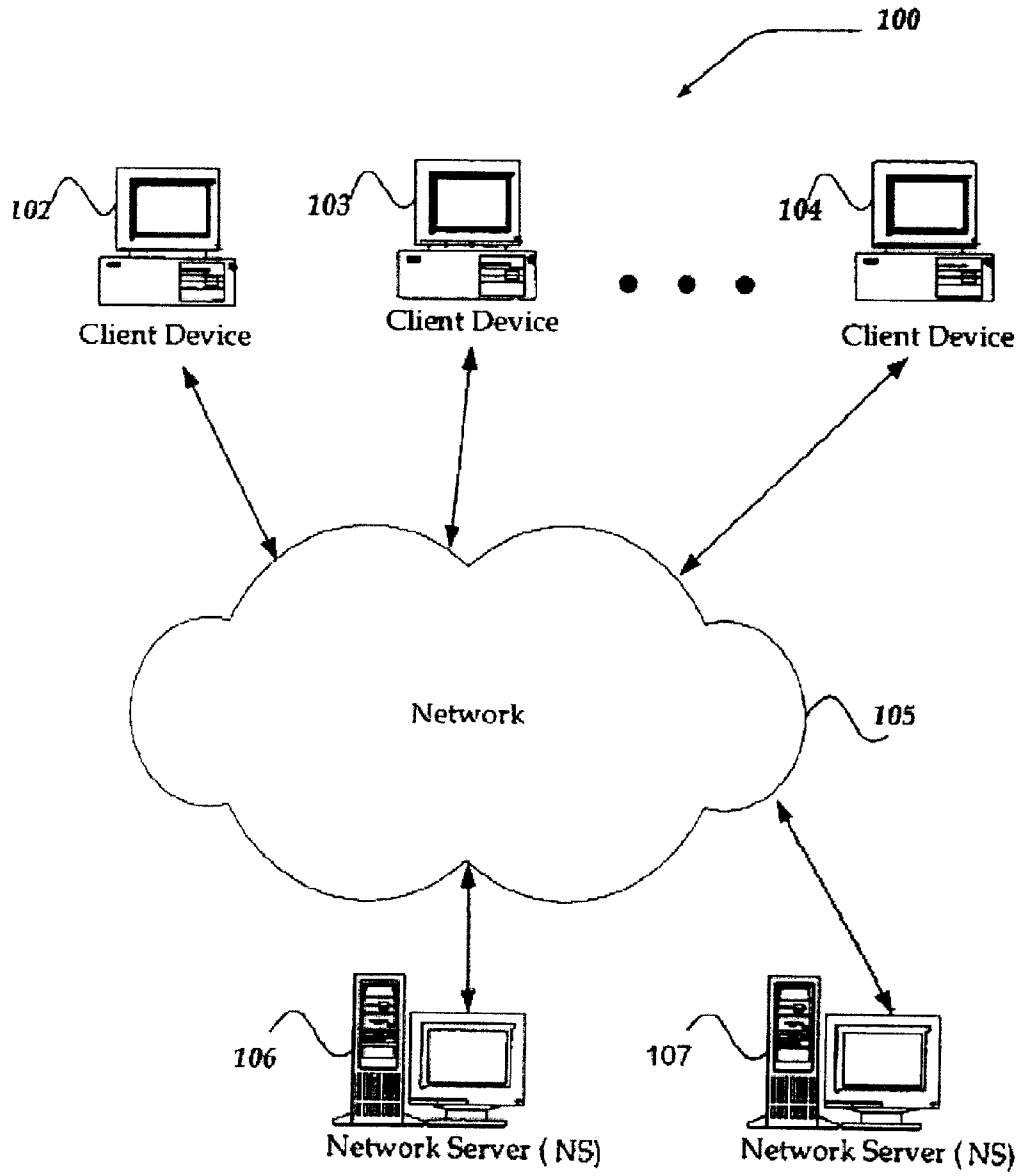 100
102
103
104
Client Device
Client Device
Client Device
Network
105
106
107
Network Server ( NS)
Network Server ( NS)